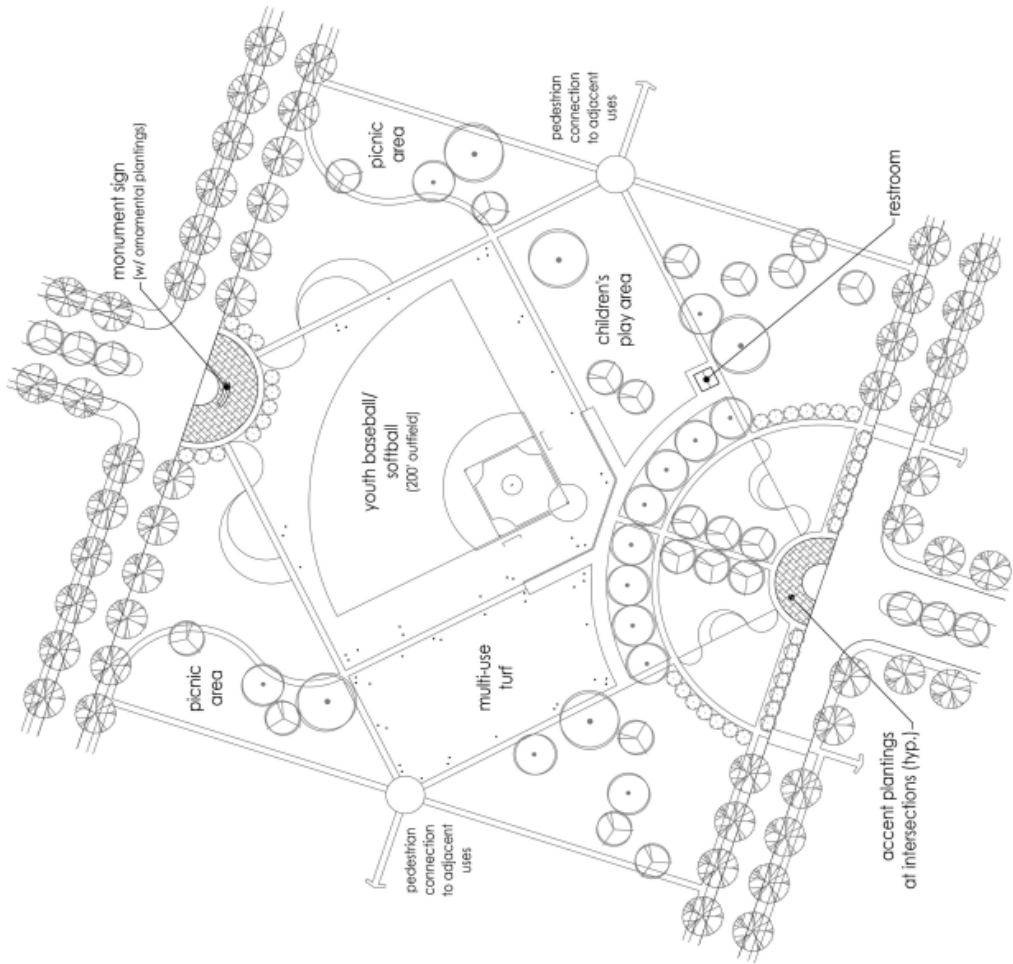 monument sign
(w/ ornamental plantings)
picnic
area
pedestrian
connection
to adjacent
uses
restroom
children's
play area
youth baseball/
softball
(200' outfield)
multi-use
turf
picnic
area
pedestrian
connection
to adjacent
uses
accent plantings
at intersections (typ.)